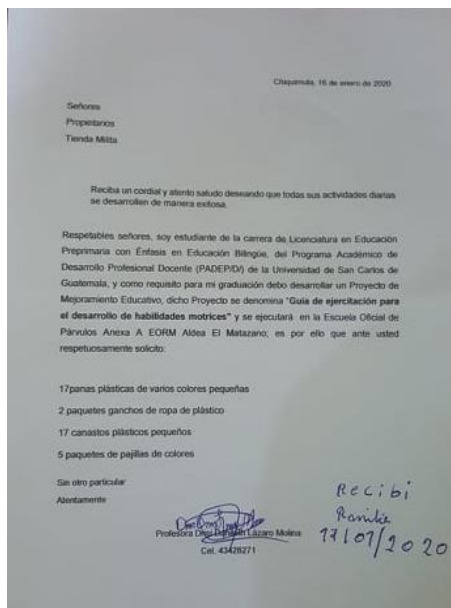 Chiquimula, 16 de enero de 2020
Señores
Propietarios
Tienda Milita
Reciba un cordial y atento saludo deseando que todas sus actividades diarias
se desarrollen de manera exitosa.
Respetables señores, soy estudiante de la carrera de Licenciatura en Educación
Preprimaria con Énfasis en Educación Bilingüe, del Programa Académico de
Desarrollo Profesional Docente (PADEP/D/) de la Universidad de San Carlos de
Guatemala, y como requisito para mi graduación debo desarrollar un Proyecto de
Mejoramiento Educativo, dicho Proyecto se denomina "Guía de ejercitación para
el desarrollo de habilidades motrices" y se ejecutará en la Escuela Oficial de
Párvulos Anexa A EORM Aldea El Matazano; es por ello que ante usted
respetuosamente solicito:
17panas plásticas de varios colores pequeñas
2 paquetes ganchos de ropa de plástico
17 canastos plásticos pequeños
5 paquetes de pajillas de colores
Sin otro particular
Atentamente
Recibi
17/01/2020
Profesora Lázaro Molina
Cel. 43428271